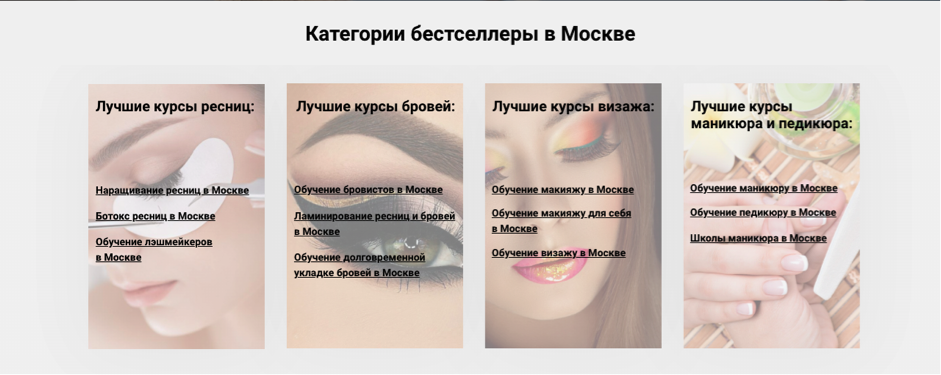 Категории бестселлеры в Москве
Лучшие курсы ресниц:
Наращивание ресниц в Москве
Ботокс ресниц в Москве
Обучение лэшмейкеров
в Москве
Лучшие курсы бровей:
Обучение бровистов в Москве
Ламинирование ресниц и бровей
в Москве
Обучение долговременной
укладке бровей в Москве
Лучшие курсы визажа:
Обучение макияжу в Москве
Обучение макияжу для себя
в Москве
Обучение визажу в Москве
Лучшие курсы
маникюра и педикюра:
Обучение маникюру в Москве
Обучение педикюру в Москве
Школы маникюра в Москве